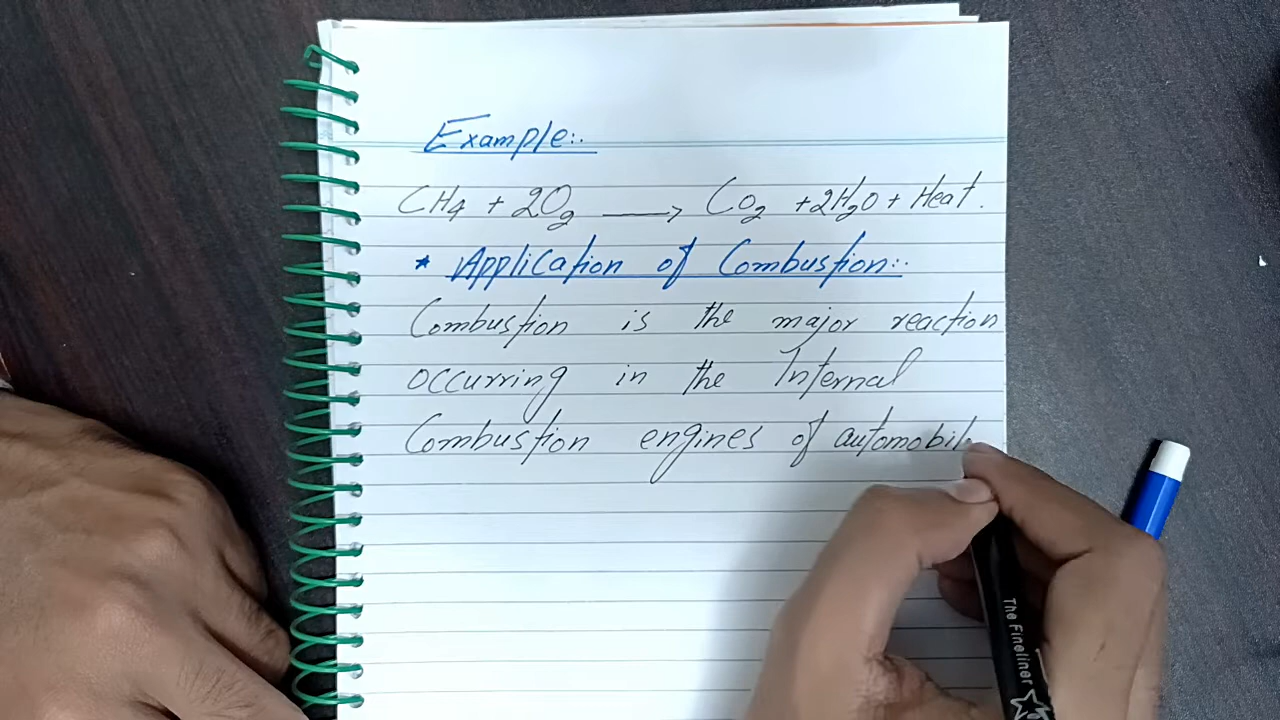 Example:.
CH4 + 2O2 → CO2 + 2H2O + Heat.
* Application of Combustion:.
Combustion is the major reaction
occurring in the Internal
Combustion engines of automobil
The Fineliner